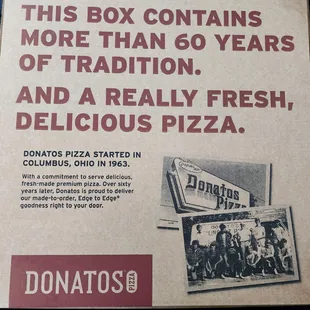 THIS BOX CONTAINS
MORE THAN 60 YEARS
OF TRADITION.
AND A REALLY FRESH,
DELICIOUS PIZZA.
DONATOS PIZZA STARTED IN
COLUMBUS, OHIO IN 1963.
With a commitment to serve delicious,
fresh-made premium pizza. Over sixty
years later, Donatos is proud to deliver
our made-to-order, Edge to Edge®
goodness right to your door.
Donatos
Pizza
DONATOS
PIZZA